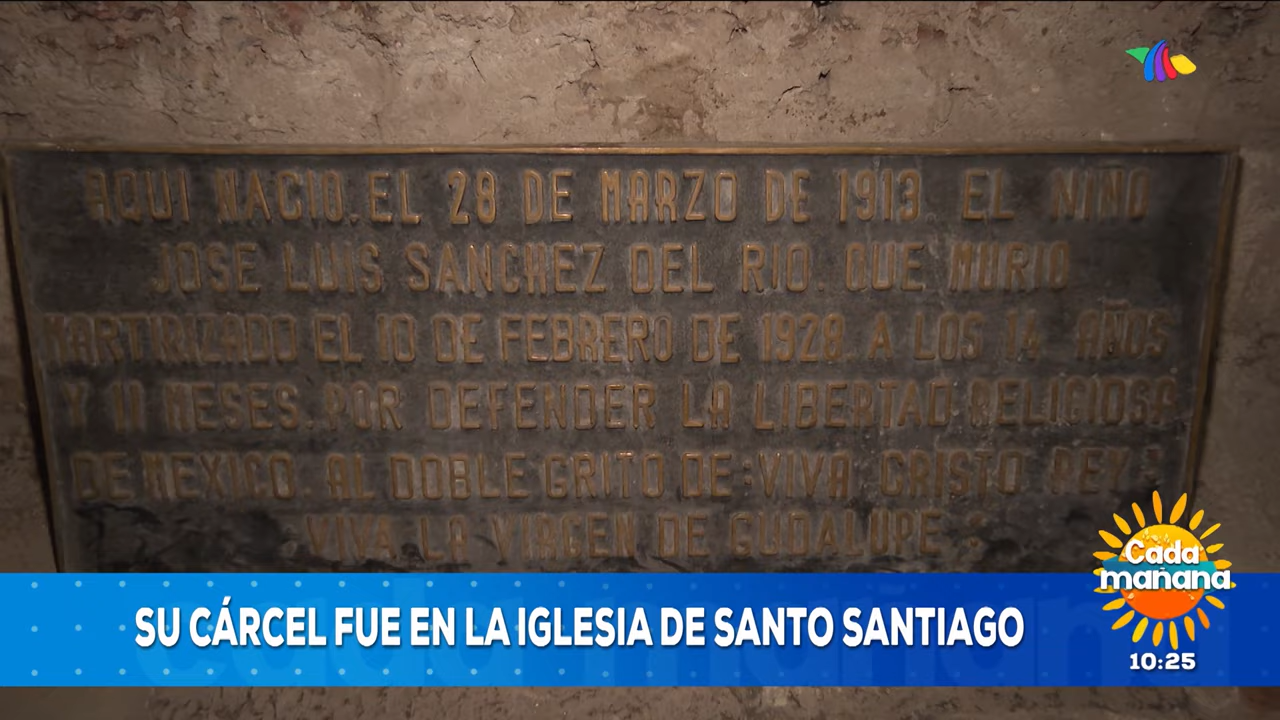 AQUI NACIO. EL 28 DE MARZO DE 1913 EL NIÑO
JOSE LUIS SANCHEZ DEL RIO. QUE MURIO
MARTIRIZADO EL 10 DE FEBRERO DE 1928 A LOS 14 AÑOS
Y 11 MESES. POR DEFENDER LA LIBERTAD RELIGIOSA
DE MEXICO. AL DOBLE GRITO DE: ¡VIVA CRISTO REY!
VIVA LA VIRGEN DE GUDALUPE
SU CÁRCEL FUE EN LA IGLESIA DE SANTO SANTIAGO
Cada
mañana
10:25